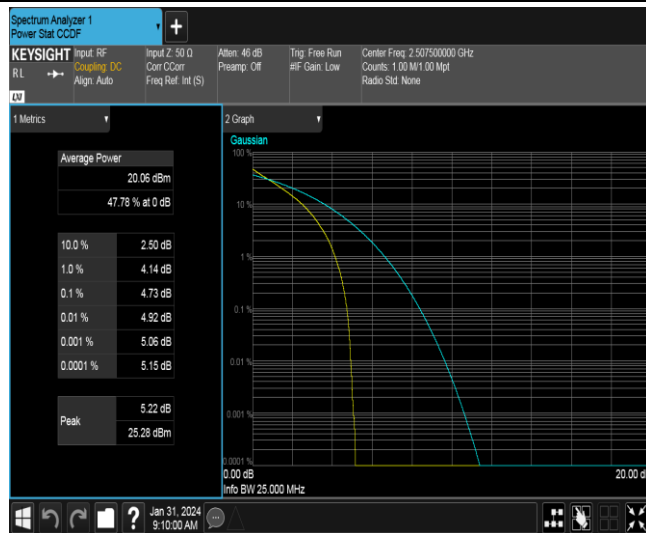 Spectrum Analyzer 1
Power Stat CCDF
KEYSIGHT
RL
Input: RF
Coupling: DC
Align: Auto
Input Z: 50 Ω
Corr CCorr
Freq Ref: Int (S)
Atten: 46 dB
Preamp: Off
Trig: Free Run
#IF Gain: Low
Center Freq: 2.507500000 GHz
Counts: 1.00 M/1.00 Mpt
Radio Std: None
1 Metrics
Average Power
20.06 dBm
47.78 % at 0 dB
10.0 % 2.50 dB
1.0 % 4.14 dB
0.1 % 4.73 dB
0.01 % 4.92 dB
0.001 % 5.06 dB
0.0001 % 5.15 dB
Peak
5.22 dB
25.28 dBm
2 Graph
Gaussian
100 %
10 %
1 %
0.1 %
0.01 %
0.001 %
0.0001 %
0.00 dB
20.00 d
Info BW 25.000 MHz
?
Jan 31, 2024
9:10:00 AM